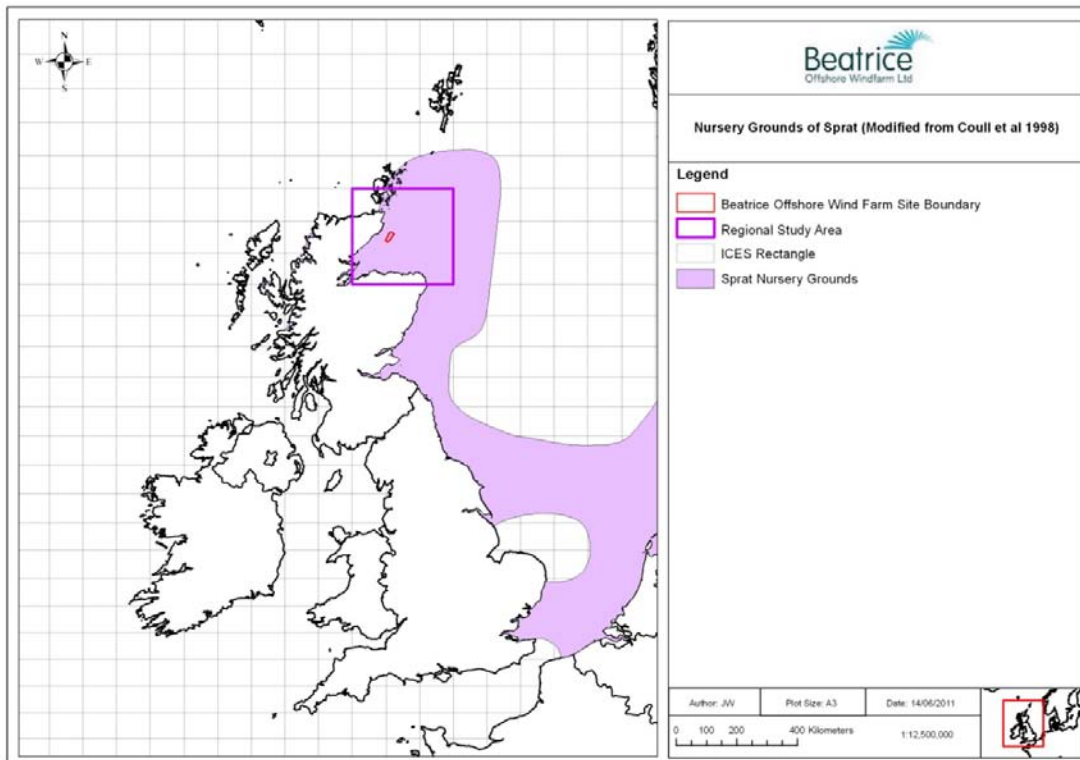 N
W E
S
Beatrice
Offshore Windfarm Ltd
Nursery Grounds of Sprat (Modified from Coull et al 1998)
Legend
Beatrice Offshore Wind Farm Site Boundary
Regional Study Area
ICES Rectangle
Sprat Nursery Grounds
Author: JW
Plot Size: A3
Date: 14/06/2011
0 100 200 400 Kilometers
1:12,500,000